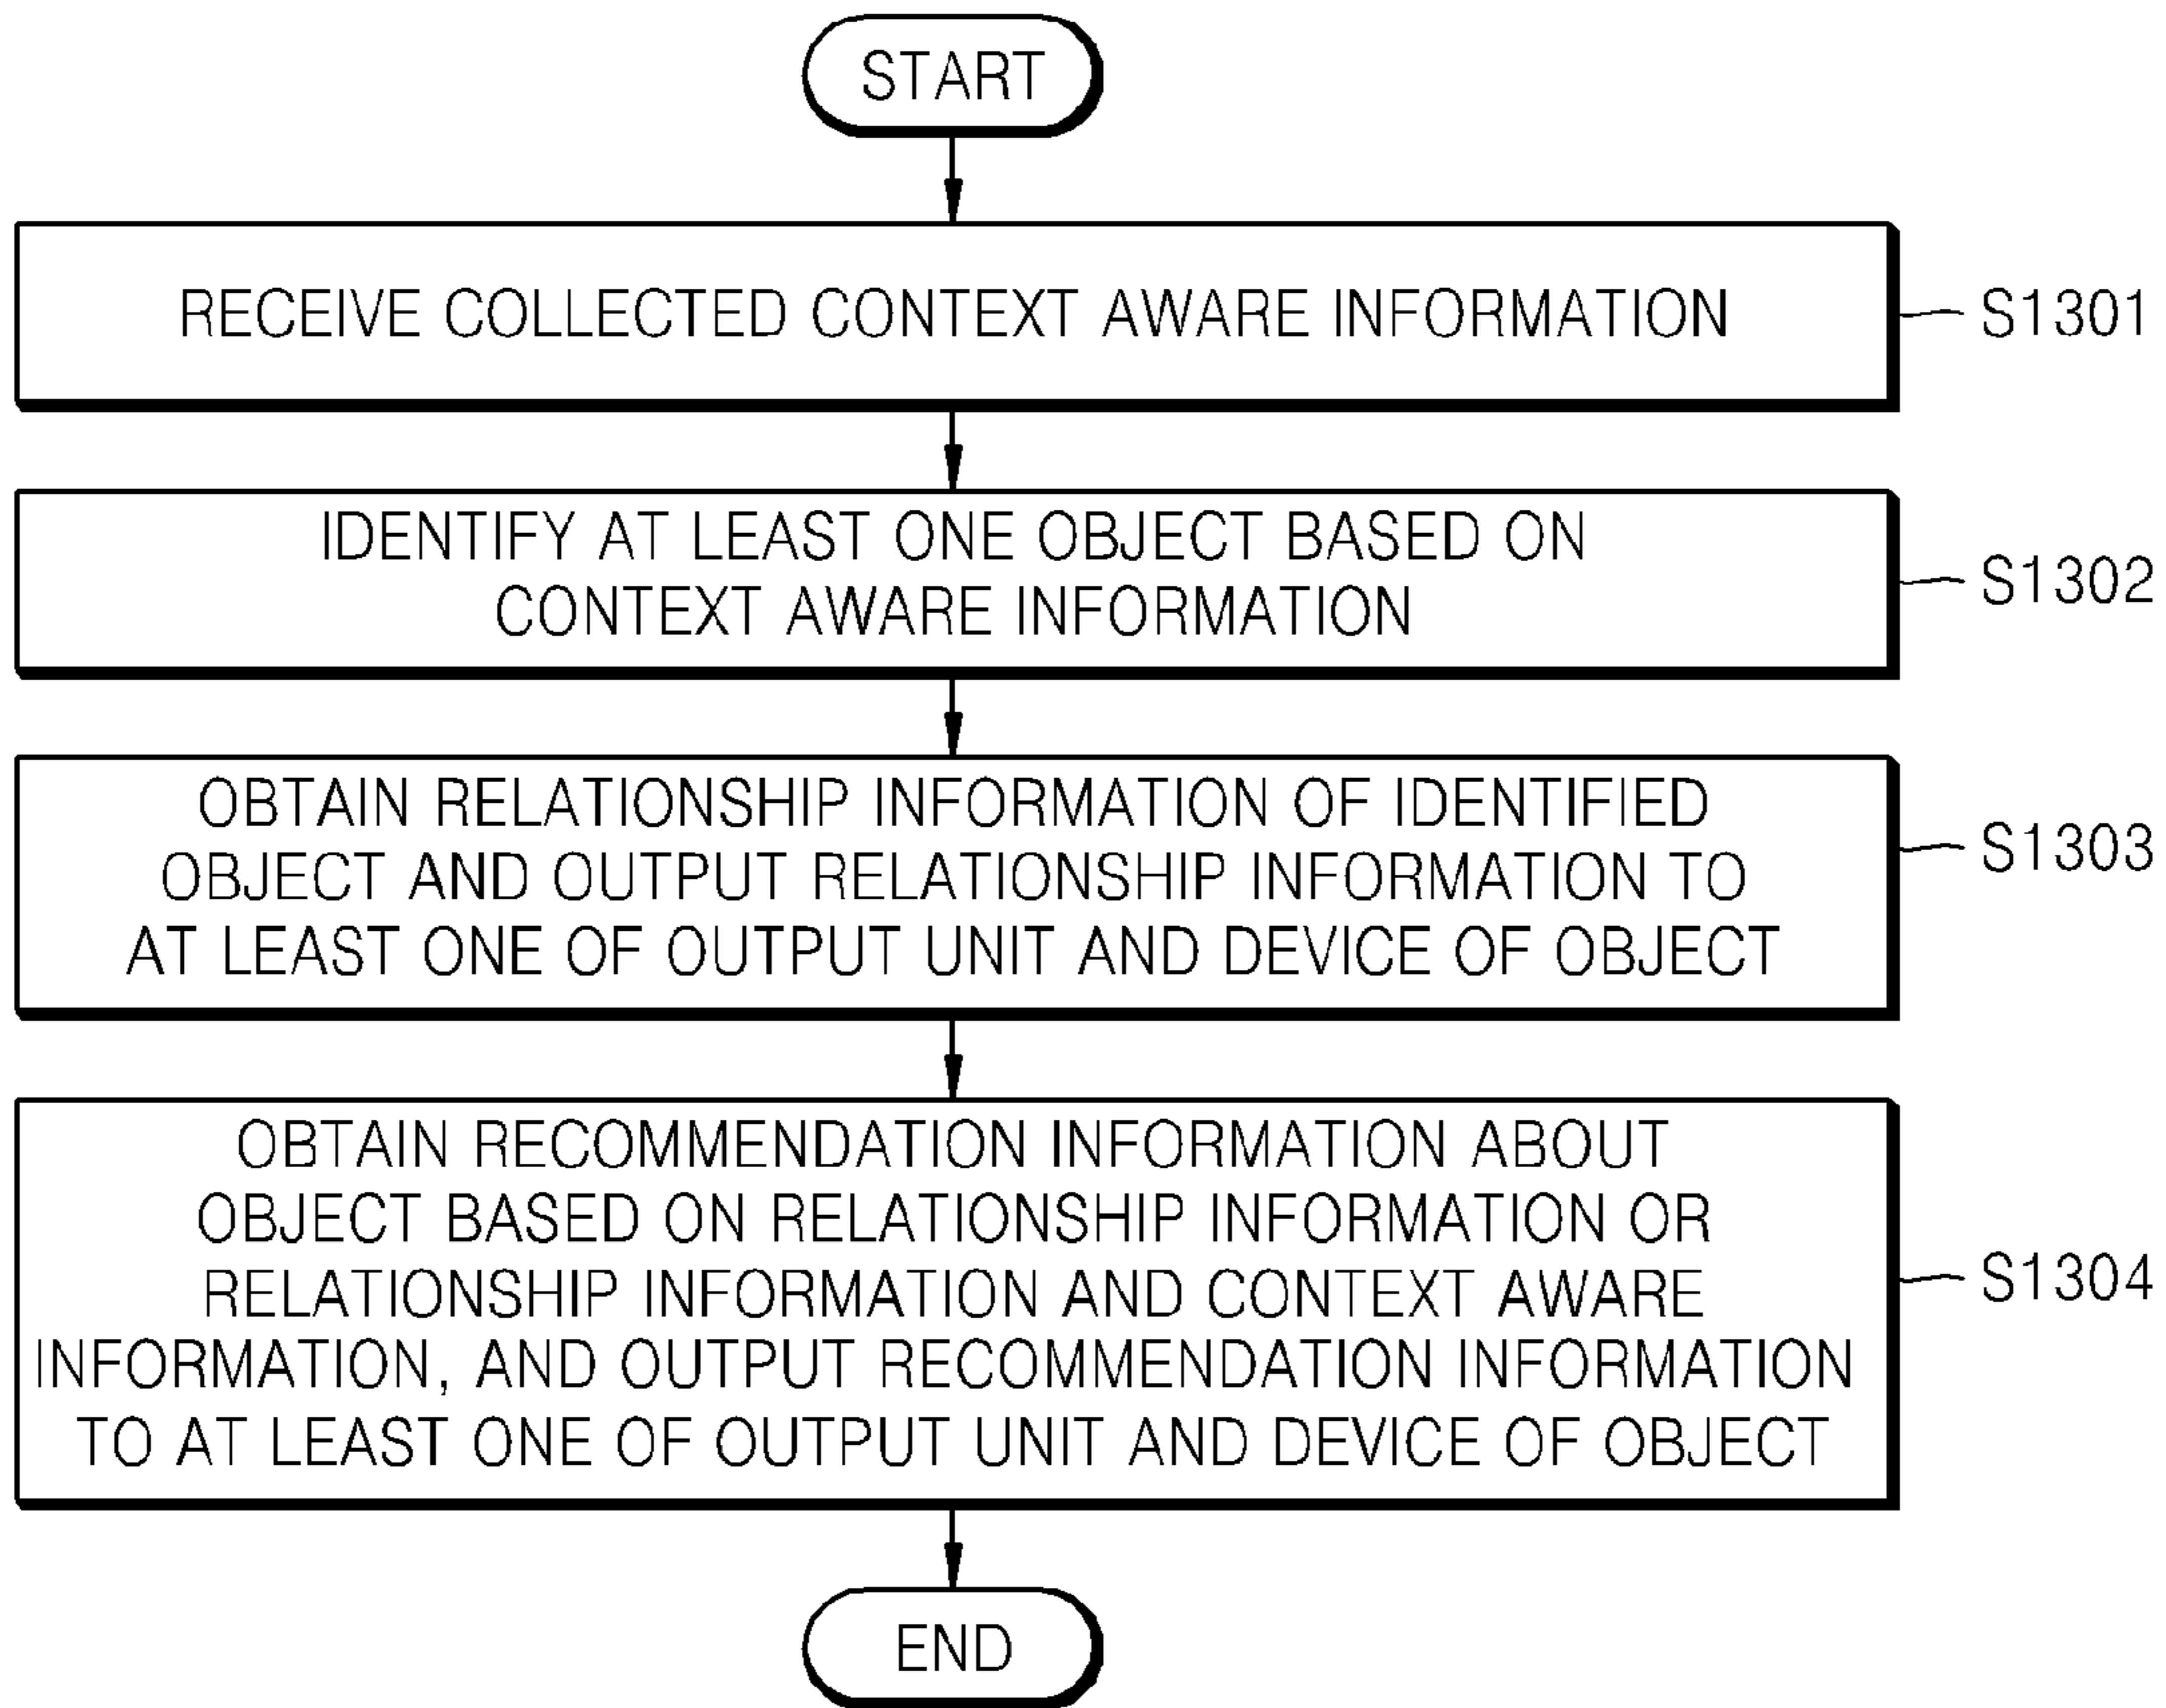 START
RECEIVE COLLECTED CONTEXT AWARE INFORMATION
S1301
IDENTIFY AT LEAST ONE OBJECT BASED ON
CONTEXT AWARE INFORMATION
S1302
OBTAIN RELATIONSHIP INFORMATION OF IDENTIFIED
OBJECT AND OUTPUT RELATIONSHIP INFORMATION TO
AT LEAST ONE OF OUTPUT UNIT AND DEVICE OF OBJECT
S1303
OBTAIN RECOMMENDATION INFORMATION ABOUT
OBJECT BASED ON RELATIONSHIP INFORMATION OR
RELATIONSHIP INFORMATION AND CONTEXT AWARE
INFORMATION, AND OUTPUT RECOMMENDATION INFORMATION
TO AT LEAST ONE OF OUTPUT UNIT AND DEVICE OF OBJECT
S1304
END